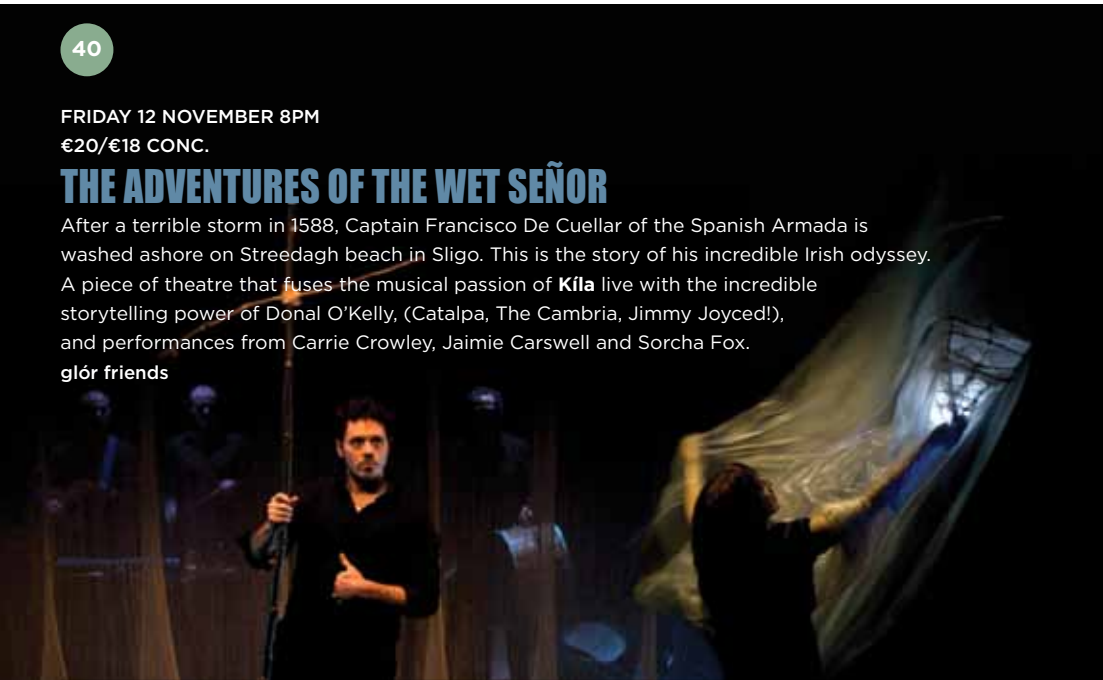 40
FRIDAY 12 NOVEMBER 8PM
€20/€18 CONC.
THE ADVENTURES OF THE WET SEÑOR
After a terrible storm in 1588, Captain Francisco De Cuellar of the Spanish Armada is
washed ashore on Streedagh beach in Sligo. This is the story of his incredible Irish odyssey.
A piece of theatre that fuses the musical passion of Kíla live with the incredible
storytelling power of Donal O’Kelly, (Catalpa, The Cambria, Jimmy Joyced!),
and performances from Carrie Crowley, Jaimie Carswell and Sorcha Fox.
glór friends